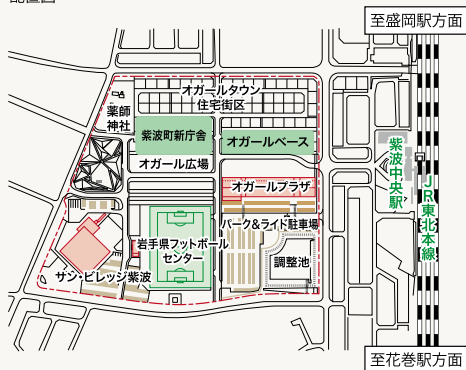 至盛岡駅方面
オガールタウン
住宅街区
薬師
神社
紫波町新庁舎
オガールベース
紫波中央駅
オガール広場
JR東北本線
オガールプラザ
パーク&ライド駐車場
岩手県フットボール
センター
調整池
サン・ビレッジ紫波
至花巻駅方面